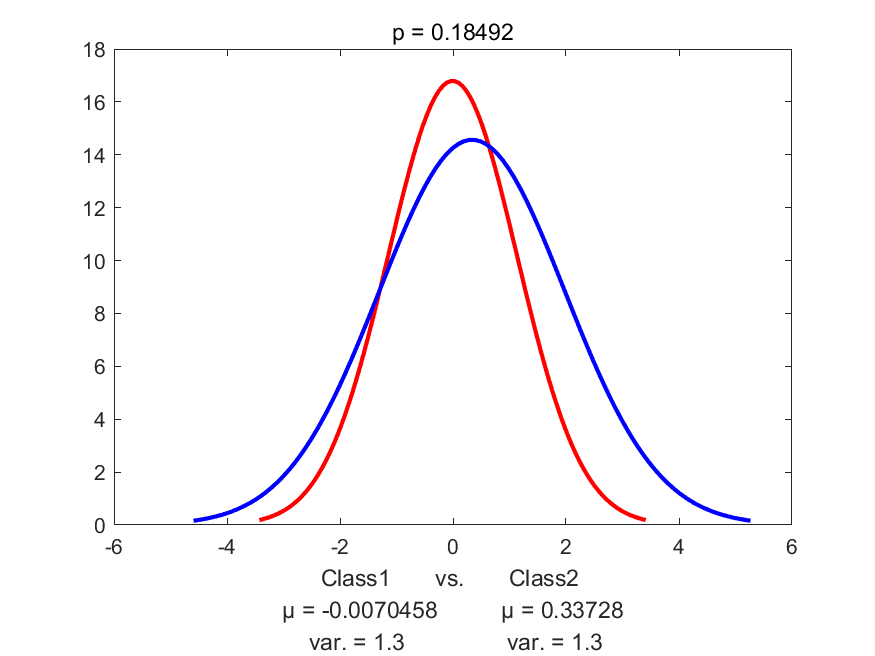 p = 0.18492
18
16
14
12
10
8
6
4
2
0
-6 -4 -2 0 2 4 6
Class1 vs. Class2
μ = -0.0070458 μ = 0.33728
var. = 1.3 var. = 1.3